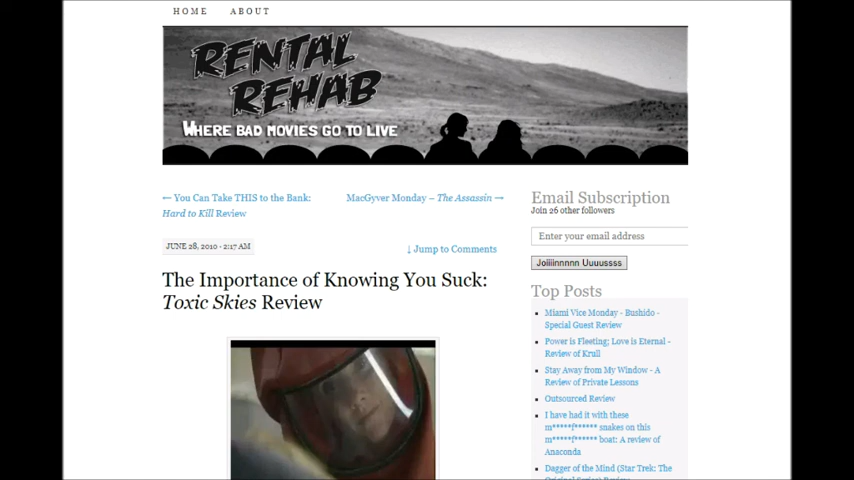 HOME ABOUT
RENTAL
REHAB
WHERE BAD MOVIES GO TO LIVE
← You Can Take THIS to the Bank:
Hard to Kill Review
MacGyver Monday – The Assassin →
JUNE 28, 2010 - 2:17 AM
↓ Jump to Comments
The Importance of Knowing You Suck:
Toxic Skies Review
Email Subscription
Join 26 other followers
Enter your email address
Joiiiinnnnn Uuuussss
Top Posts
Miami Vice Monday - Bushido -
Special Guest Review
Power is Fleeting; Love is Eternal -
Review of Krull
Stay Away from My Window - A
Review of Private Lessons
Outsourced Review
I have had it with these
m*****f****** snakes on this
m*****f****** boat: A review of
Anaconda
Dagger of the Mind (Star Trek: The
Original Series) Review